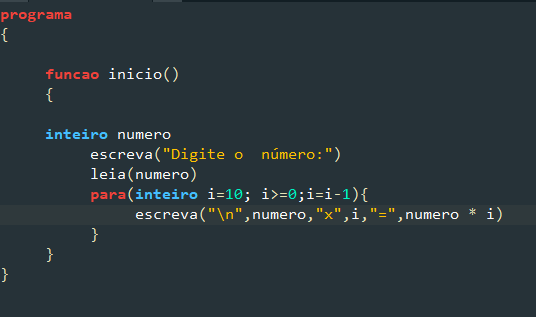 programa
{
funcao inicio()
{
inteiro numero
escreva("Digite o  número:")
leia(numero)
para(inteiro i=10; i>=0;i=i-1){
escreva("\n",numero,"x",i,"=",numero * i)
}
}
}